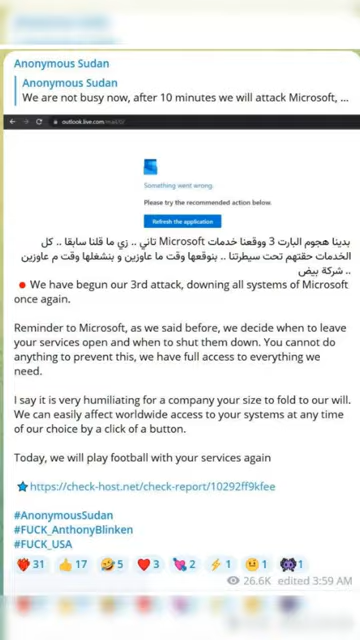 Anonymous Sudan
Anonymous Sudan
We are not busy now, after 10 minutes we will attack Microsoft, ...
outlook.live.com/mail/0/
Something went wrong.
Please try the recommended action below.
Refresh the application
بدينا هجوم البارت 3 ووقعنا خدمات Microsoft تاني .. زي ما قلنا سابقا .. كل
الخدمات حقتهم تحت سيطرتنا .. بنوقعها وقت ما عاوزين و بنشغلها وقت م عاوزين
.. شركة بيض
🔴 We have begun our 3rd attack, downing all systems of Microsoft
once again.
Reminder to Microsoft, as we said before, we decide when to leave
your services open and when to shut them down. You cannot do
anything to prevent this, we have full access to everything we
need.
I say it is very humiliating for a company your size to fold to our will.
We can easily affect worldwide access to your systems at any time
of our choice by a click of a button.
Today, we will play football with your services again
https://check-host.net/check-report/10292ff9kfee
#AnonymousSudan
#FUCK_AnthonyBlinken
#FUCK_USA
31 17 5 3 2 1 1 1
26.6K edited 3:59 AM